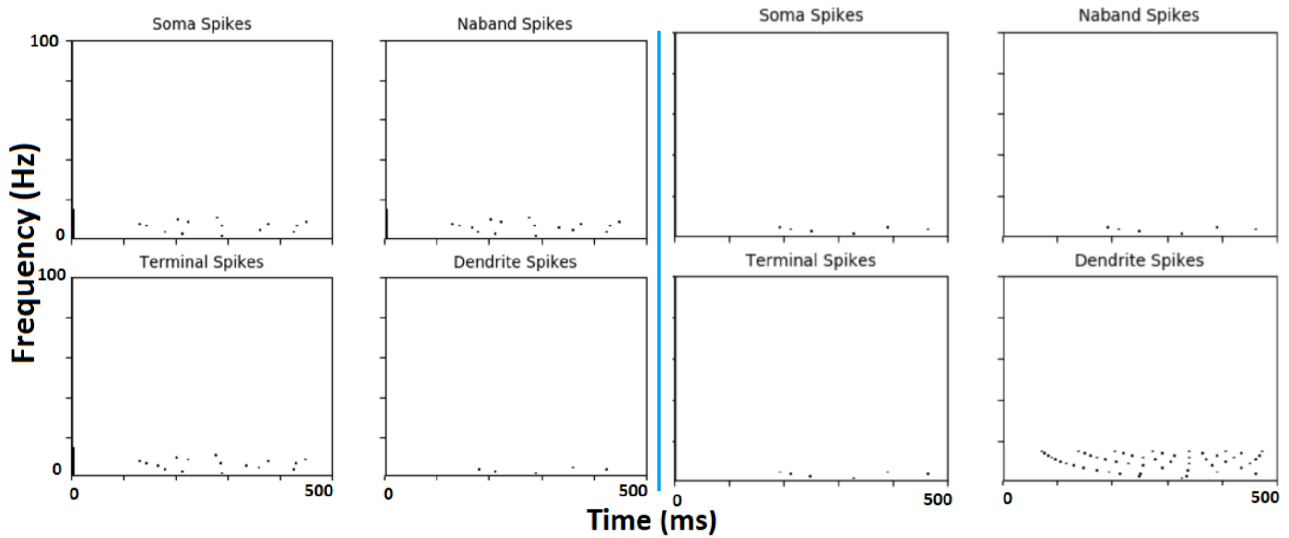 Soma Spikes
Naband Spikes
Soma Spikes
Naband Spikes
100
0
Terminal Spikes
Dendrite Spikes
Terminal Spikes
Dendrite Spikes
100
0
0
500
0
500
0
500
0
500
Frequency (Hz)
Time (ms)